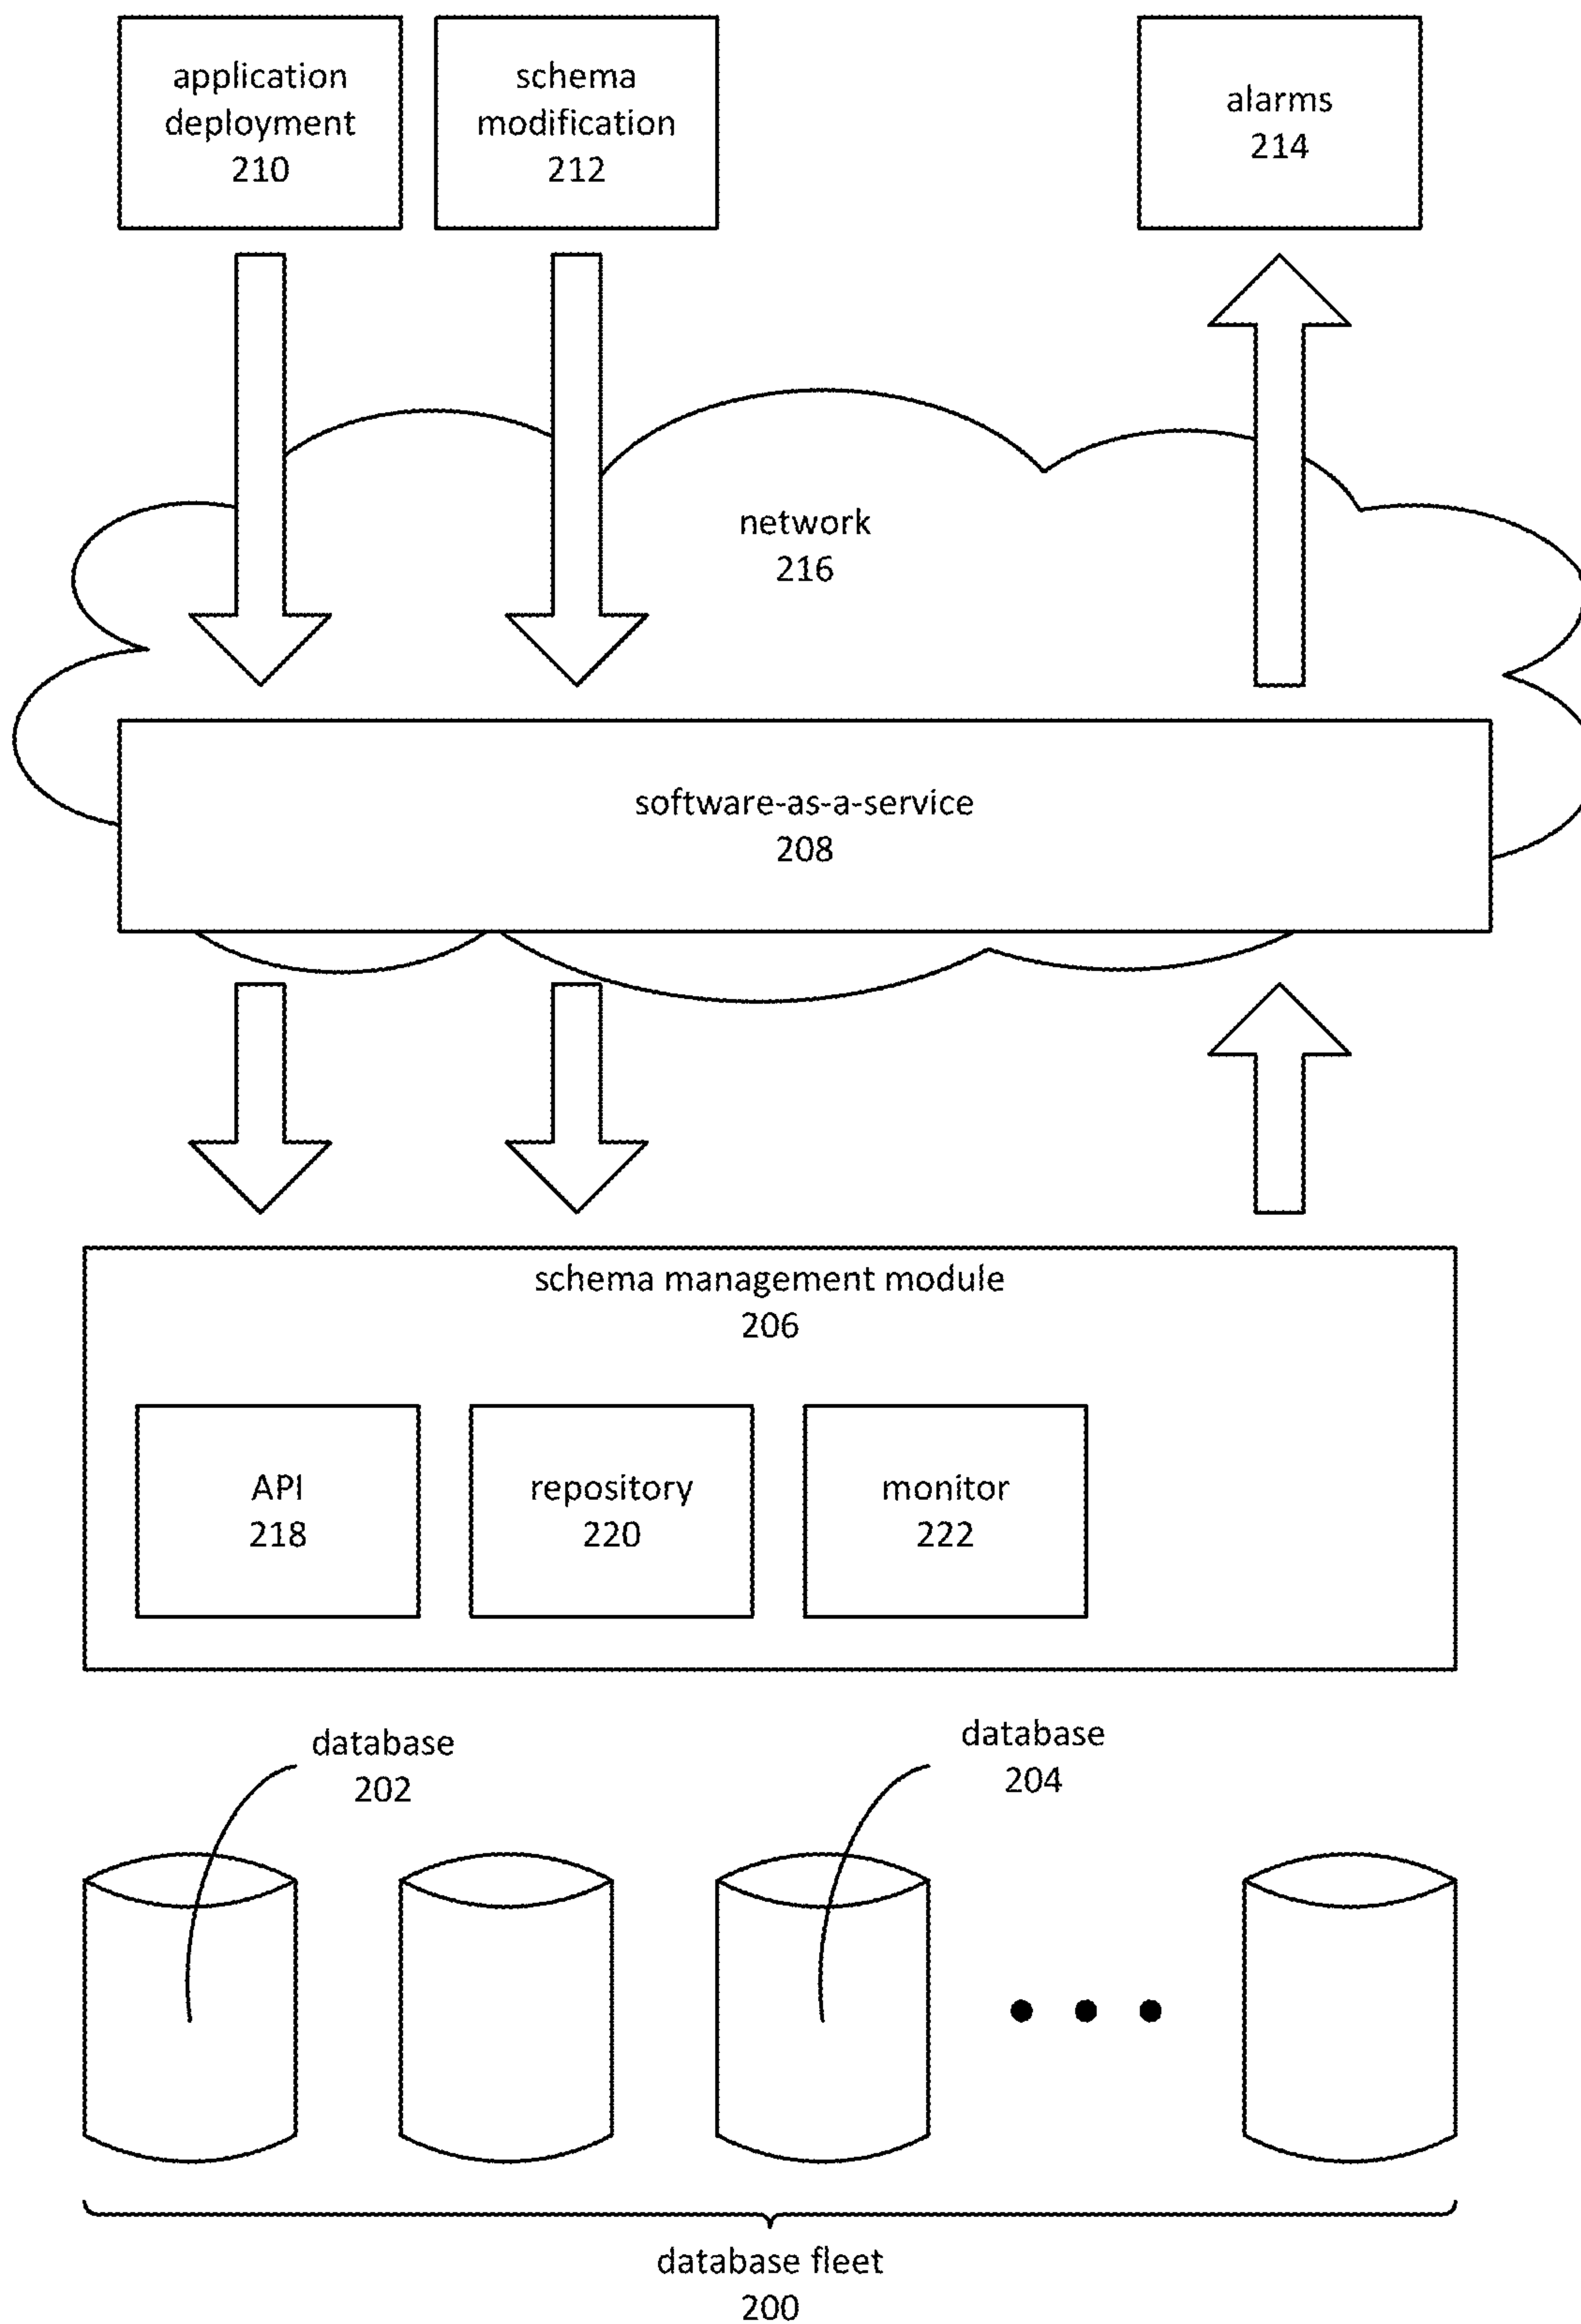 application
deployment
210
schema
modification
212
alarms
214
network
216
software-as-a-service
208
schema management module
206
API
218
repository
220
monitor
222
database
202
database
204
database fleet
200